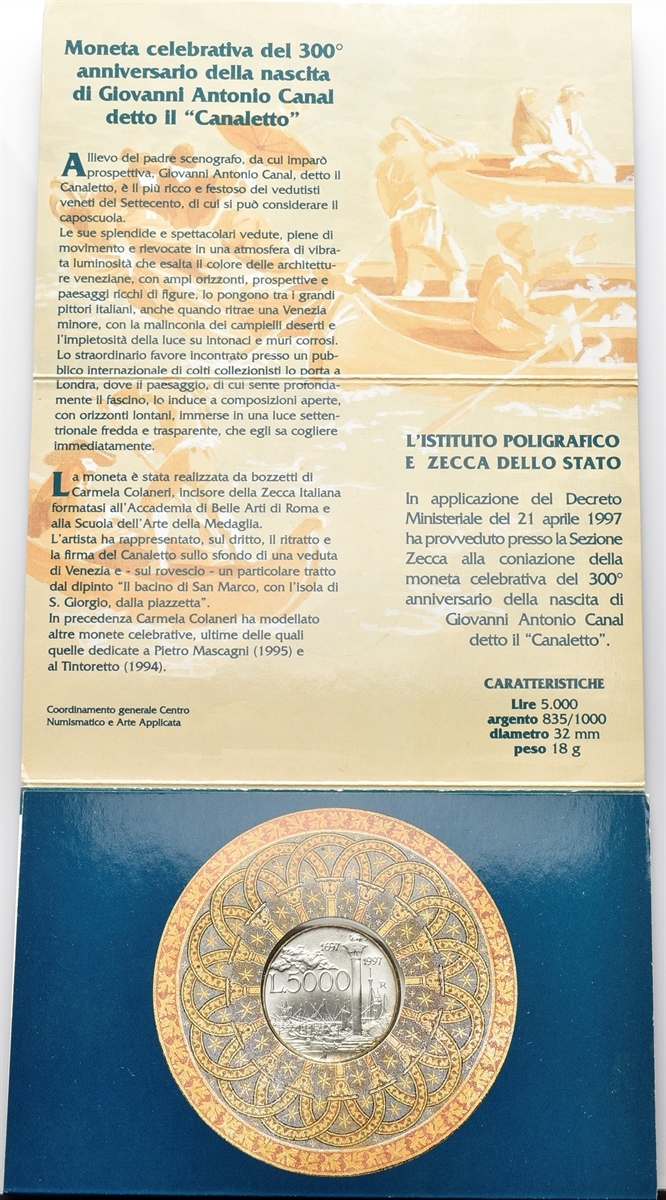 Moneta celebrativa del 300°
anniversario della nascita
di Giovanni Antonio Canal
detto il “Canaletto”
Allievo del padre scenografo, da cui imparò
prospettiva, Giovanni Antonio Canal, detto il
Canaletto, è il più ricco e festoso dei vedutisti
veneti del Settecento, di cui si può considerare il
caposcuola.
Le sue splendide e spettacolari vedute, piene di
movimento e rievocate in una atmosfera di vibra-
ta luminosità che esalta il colore delle architettu-
re veneziane, con ampi orizzonti, prospettive e
paesaggi ricchi di figure, lo pongono tra i grandi
pittori italiani, anche quando ritrae una Venezia
minore, con la malinconia dei campielli deserti e
l'impietosità della luce su intonaci e muri corrosi.
Lo straordinario favore incontrato presso un pub-
blico internazionale di colti collezionisti lo porta a
Londra, dove il paesaggio, di cui sente profonda-
mente il fascino, lo induce a composizioni aperte,
con orizzonti lontani, immerse in una luce setten-
trionale fredda e trasparente, che egli sa cogliere
immediatamente.
La moneta è stata realizzata da bozzetti di
Carmela Colaneri, incisore della Zecca Italiana
formatasi all'Accademia di Belle Arti di Roma e
alla Scuola dell'Arte della Medaglia.
L'artista ha rappresentato, sul dritto, il ritratto e
la firma del Canaletto sullo sfondo di una veduta
di Venezia e - sul rovescio - un particolare tratto
dal dipinto “Il bacino di San Marco, con l'isola di
S. Giorgio, dalla piazzetta”.
In precedenza Carmela Colaneri ha modellato
altre monete celebrative, ultime delle quali
quelle dedicate a Pietro Mascagni (1995) e
al Tintoretto (1994).
Coordinamento generale Centro
Numismatico e Arte Applicata
L'ISTITUTO POLIGRAFICO
E ZECCA DELLO STATO
In applicazione del Decreto
Ministeriale del 21 aprile 1997
ha provveduto presso la Sezione
Zecca alla coniazione della
moneta celebrativa del 300°
anniversario della nascita di
Giovanni Antonio Canal
detto il “Canaletto”.
CARATTERISTICHE
Lire 5.000
argento 835/1000
diametro 32 mm
peso 18 g
1697
1997
L.5000
R